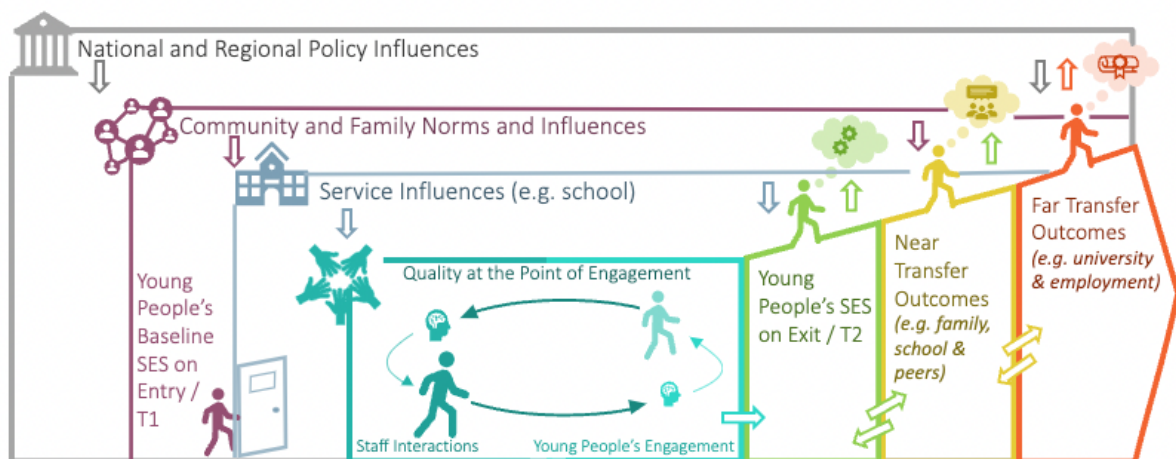 National and Regional Policy Influences
Community and Family Norms and Influences
Service Influences (e.g. school)
Young
People's
Baseline
SES on
Entry /
T1
Quality at the Point of Engagement
Staff Interactions
Young People's Engagement
Young
People's SES
on Exit / T2
Near
Transfer
Outcomes
(e.g. family,
school &
peers)
Far Transfer
Outcomes
(e.g. university
& employment)